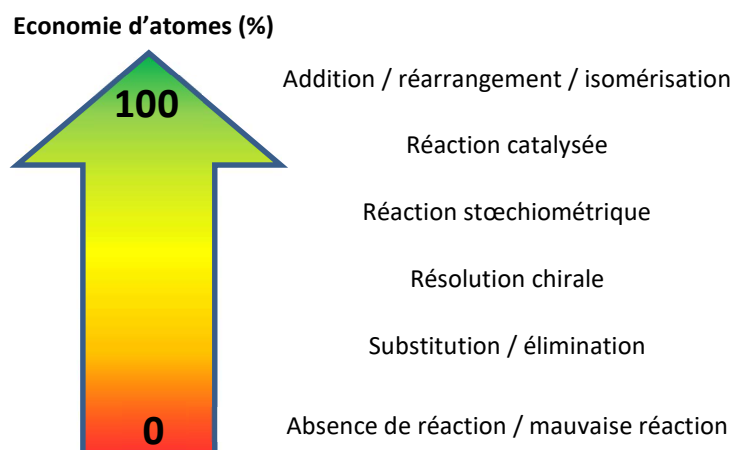 Economie d'atomes (%)
100
Addition / réarrangement / isomérisation
Réaction catalysée
Réaction stœchiométrique
Résolution chirale
Substitution / élimination
0
Absence de réaction / mauvaise réaction